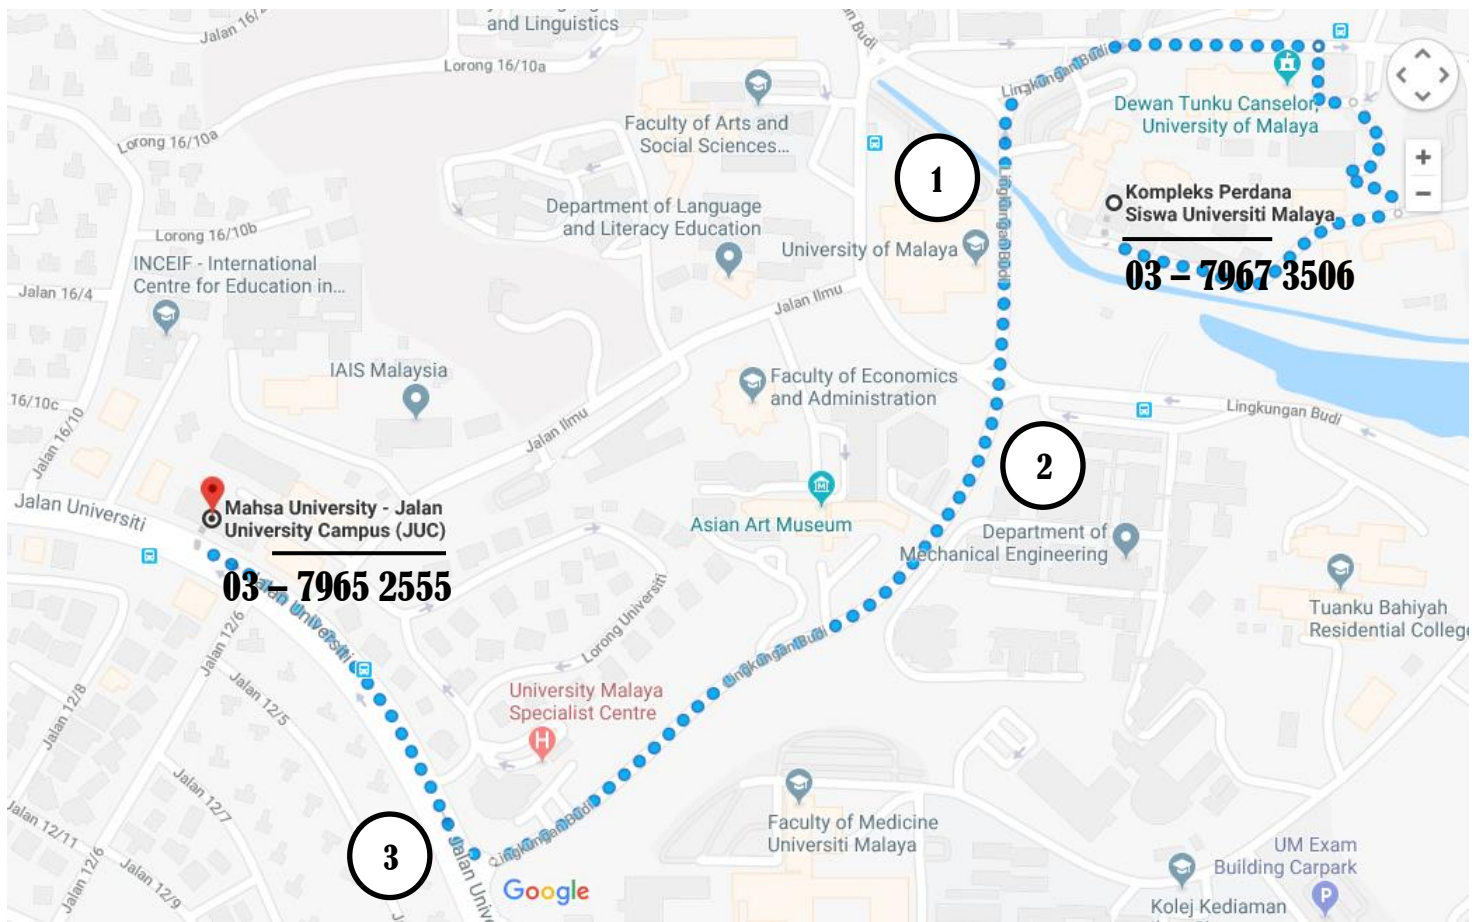 and Linguistics
Jalan 16/2
Lorong 16/10a
Lorong 16/10a
Faculty of Arts and
Social Sciences...
Budi
Lingkungan Budi
Dewan Tunku Canselor,
University of Malaya
+
−
1
Kompleks Perdana
Siswa Universiti Malaya
03 – 7967 3506
Department of Language
and Literacy Education
University of Malaya
Lingkungan Budi
Lorong 16/10b
INCEIF - International
Centre for Education in...
Jalan 16/4
Jalan Ilmu
IAIS Malaysia
Faculty of Economics
and Administration
Lingkungan Budi
16/10c
Jalan 16/10
Jalan Ilmu
2
Jalan Universiti
Mahsa University - Jalan
University Campus (JUC)
03 – 7965 2555
Asian Art Museum
M
Department of
Mechanical Engineering
Jalan Universiti
Jalan 12/6
Lorong Universiti
Tuanku Bahiyah
Residential College
Lingkungan Budi
Jalan 12/8
Jalan 12/5
University Malaya
Specialist Centre
H
Jalan 12/7
Faculty of Medicine
Universiti Malaya
Lingkungan Budi
3
Jalan 12/11
Jalan 12/6
Jalan 12/9
Jalan Unive
Google
UM Exam
Building Carpark
P
Kolej Kediaman